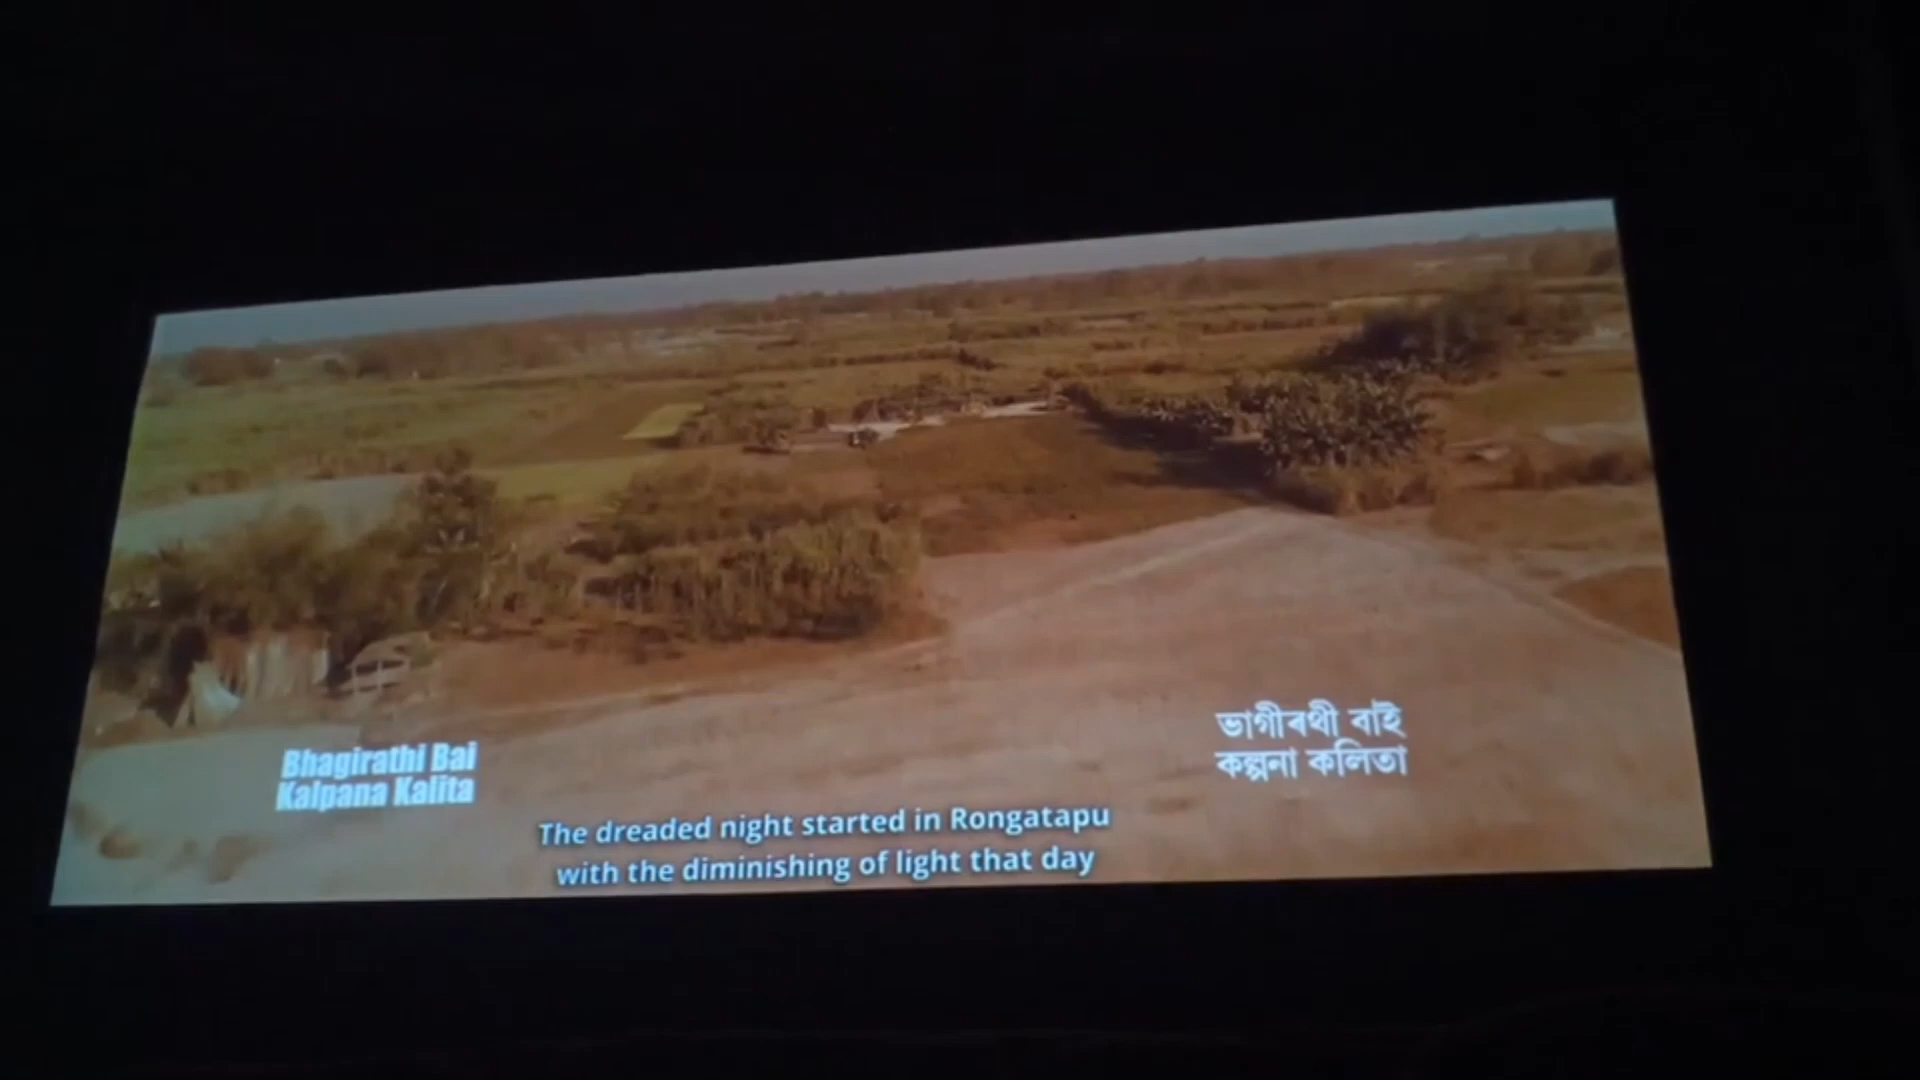 Bhagirathi Bai
Kalpana Kalita
ভাগীৰথী বাই
কল্পনা কলিতা
The dreaded night started in Rongatapu
with the diminishing of light that day